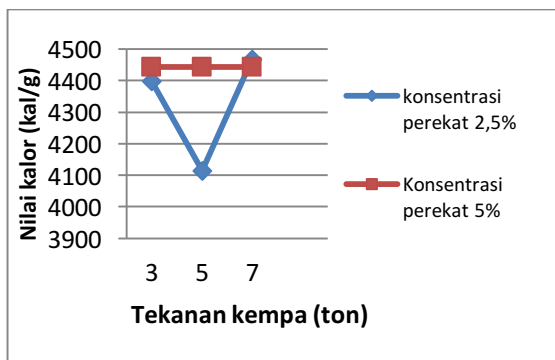 Nilai kalor (kal/g)
4500
4400
4300
4200
4100
4000
3900
3 5 7
Tekanan kempa (ton)
konsentrasi
perekat 2,5%
Konsentrasi
perekat 5%